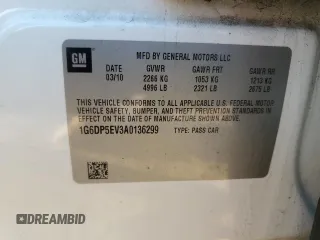 GM
MFD BY GENERAL MOTORS LLC
DATE GVWR GAWR FRT GAWR RR
03/10 2266 KG 1053 KG 1213 KG
4996 LB 2321 LB 2675 LB
THIS VEHICLE CONFORMS TO ALL APPLICABLE U.S. FEDERAL MOTOR
VEHICLE SAFETY, BUMPER, AND THEFT PREVENTION STANDARDS IN
EFFECT ON THE DATE OF MANUFACTURE SHOWN ABOVE.
1G6DP5EV3A0136299 TYPE: PASS CAR
DREAMBID